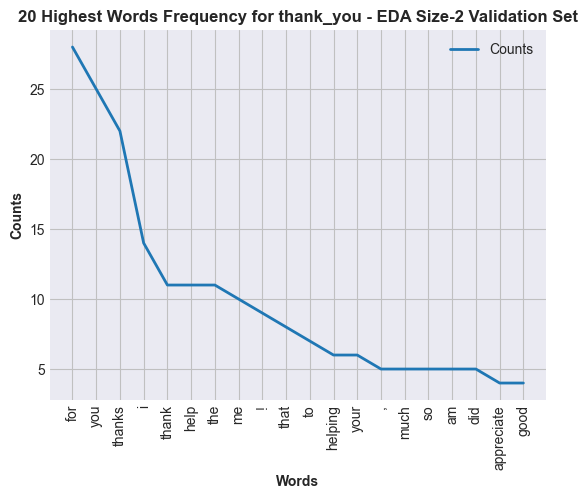 20 Highest Words Frequency for thank_you - EDA Size-2 Validation Set
Counts
25
20
15
10
5
Counts
for
you
thanks
i
thank
help
the
me
!
that
to
helping
your
,
much
so
am
did
appreciate
good
Words